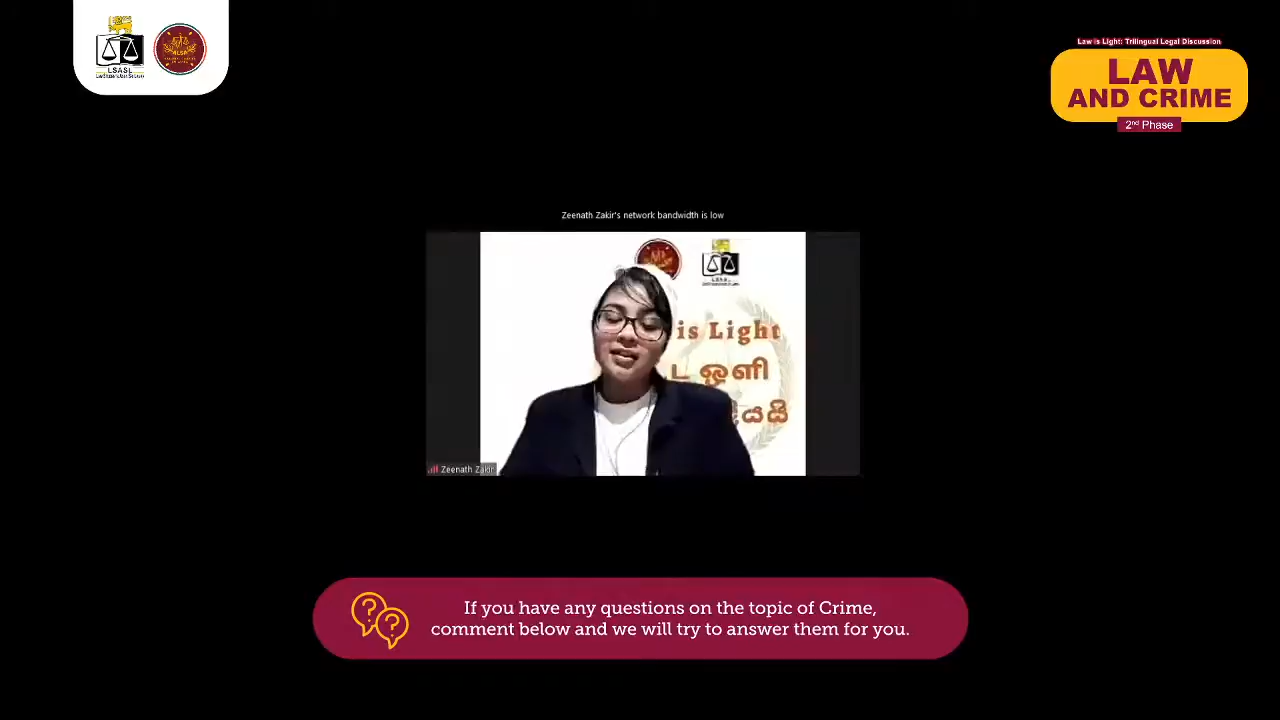 LSASL
Law is Light: Trilingual Legal Discussion
LAW
AND CRIME
2nd Phase
Zeenath Zakir's network bandwidth is low
is Light
ஒளி
Zeenath Zakir
If you have any questions on the topic of Crime,
comment below and we will try to answer them for you.